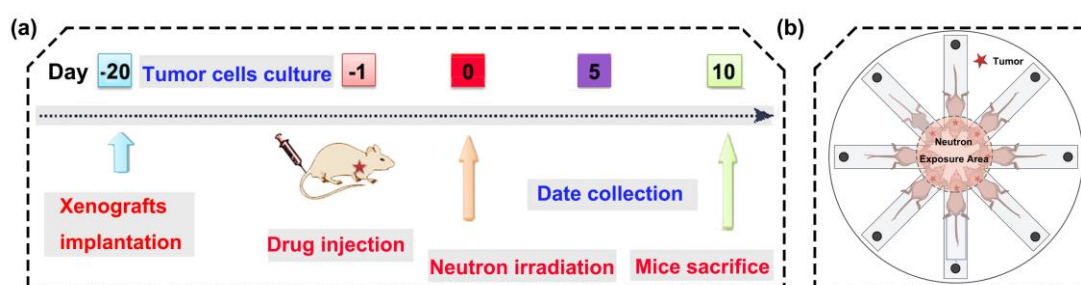 (a)
Day -20 Tumor cells culture -1 0 5 10
Xenografts
implantation
Drug injection
Neutron irradiation
Date collection
Mice sacrifice
(b)
Tumor
Neutron
Exposure Area